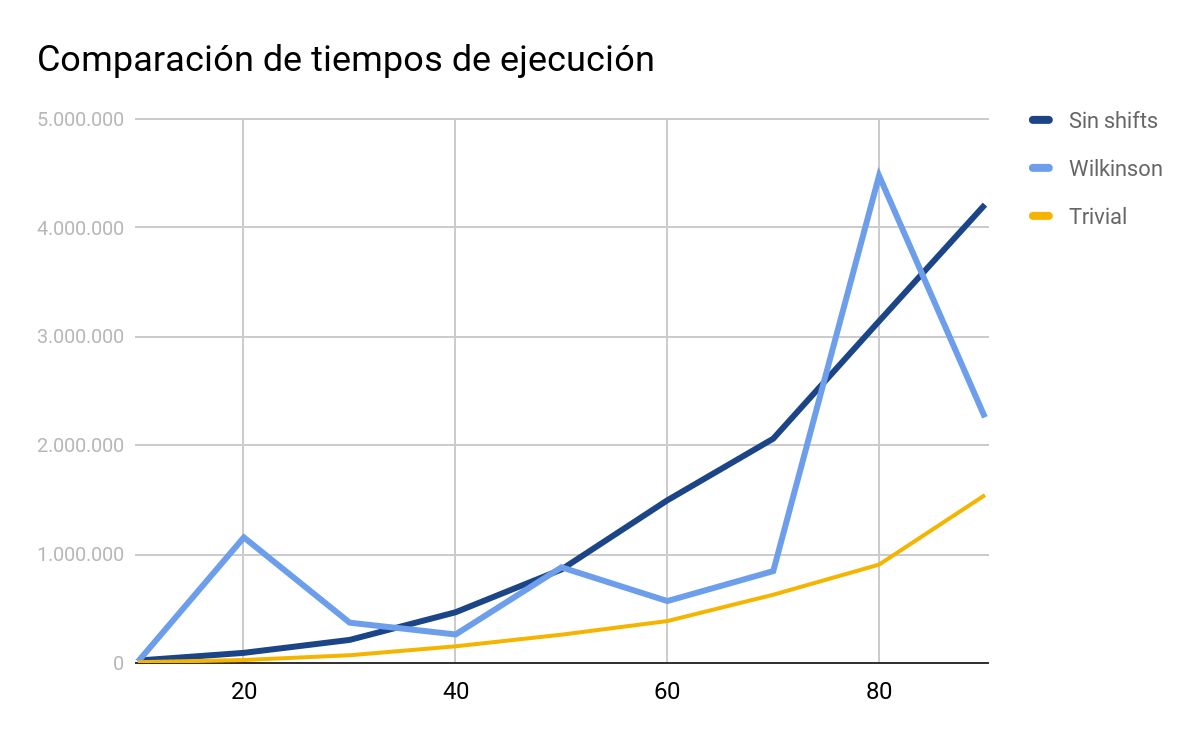 Comparación de tiempos de ejecución
5.000.000
4.000.000
3.000.000
2.000.000
1.000.000
0
20 40 60 80
Sin shifts
Wilkinson
Trivial